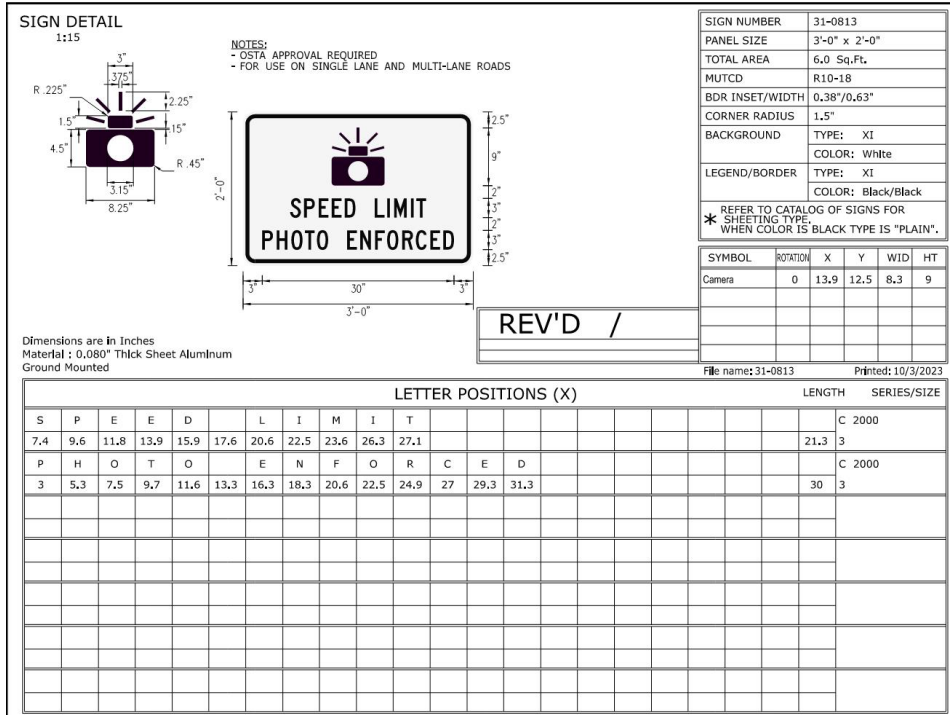 SIGN DETAIL
1:15
NOTES:
- OSTA APPROVAL REQUIRED
- FOR USE ON SINGLE LANE AND MULTI-LANE ROADS
3"
.375"
R .225"
2.25"
1.5"
.15"
4.5"
R .45"
3.15"
8.25"
2'-0"
SPEED LIMIT
PHOTO ENFORCED
2.5"
9"
2"
3"
2"
3"
2.5"
3" 30" 3"
3'-0"
SIGN NUMBER 31-0813
PANEL SIZE 3'-0" x 2'-0"
TOTAL AREA 6.0 Sq.Ft.
MUTCD R10-18
BDR INSET/WIDTH 0.38"/0.63"
CORNER RADIUS 1.5"
BACKGROUND TYPE: XI
COLOR: White
LEGEND/BORDER TYPE: XI
COLOR: Black/Black
* REFER TO CATALOG OF SIGNS FOR
SHEETING TYPE.
WHEN COLOR IS BLACK TYPE IS "PLAIN".
SYMBOL ROTATION X Y WID HT
Camera 0 13.9 12.5 8.3 9
REV'D /
Dimensions are in Inches
Material : 0.080" Thick Sheet Aluminum
Ground Mounted
File name: 31-0813 Printed: 10/3/2023
LETTER POSITIONS (X) LENGTH SERIES/SIZE
S P E E D L I M I T C 2000
7.4 9.6 11.8 13.9 15.9 17.6 20.6 22.5 23.6 26.3 27.1 21.3 3
P H O T O E N F O R C E D C 2000
3 5.3 7.5 9.7 11.6 13.3 16.3 18.3 20.6 22.5 24.9 27 29.3 31.3 30 3